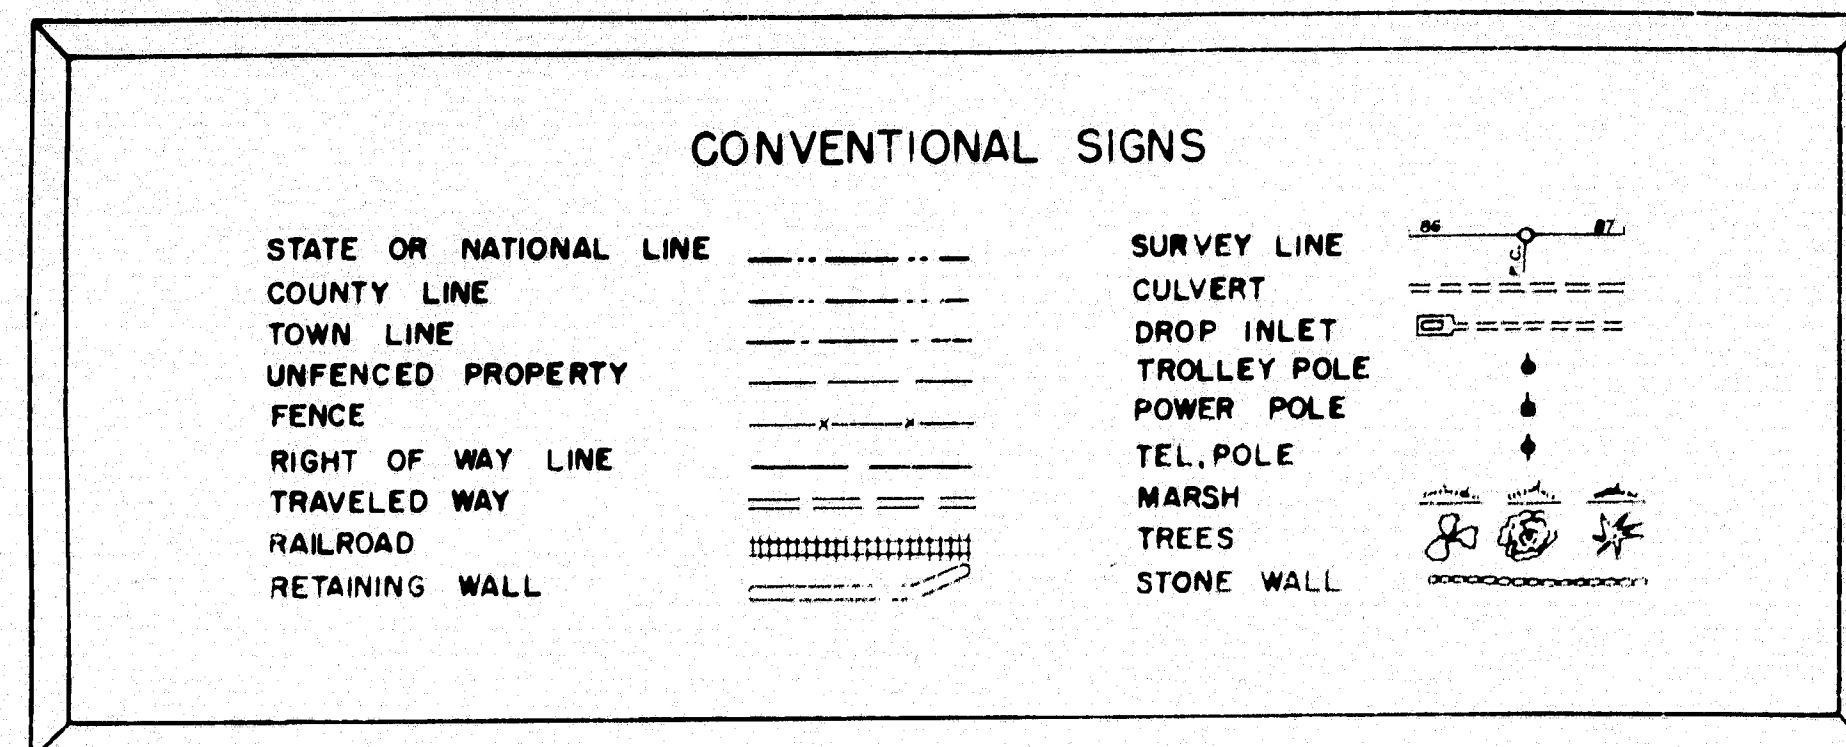 CONVENTIONAL SIGNS
STATE OR NATIONAL LINE
COUNTY LINE
TOWN LINE
UNFENCED PROPERTY
FENCE
RIGHT OF WAY LINE
TRAVELED WAY
RAILROAD
RETAINING WALL
SURVEY LINE 86 87
P.C.
CULVERT
DROP INLET
TROLLEY POLE
POWER POLE
TEL. POLE
MARSH
TREES
STONE WALL